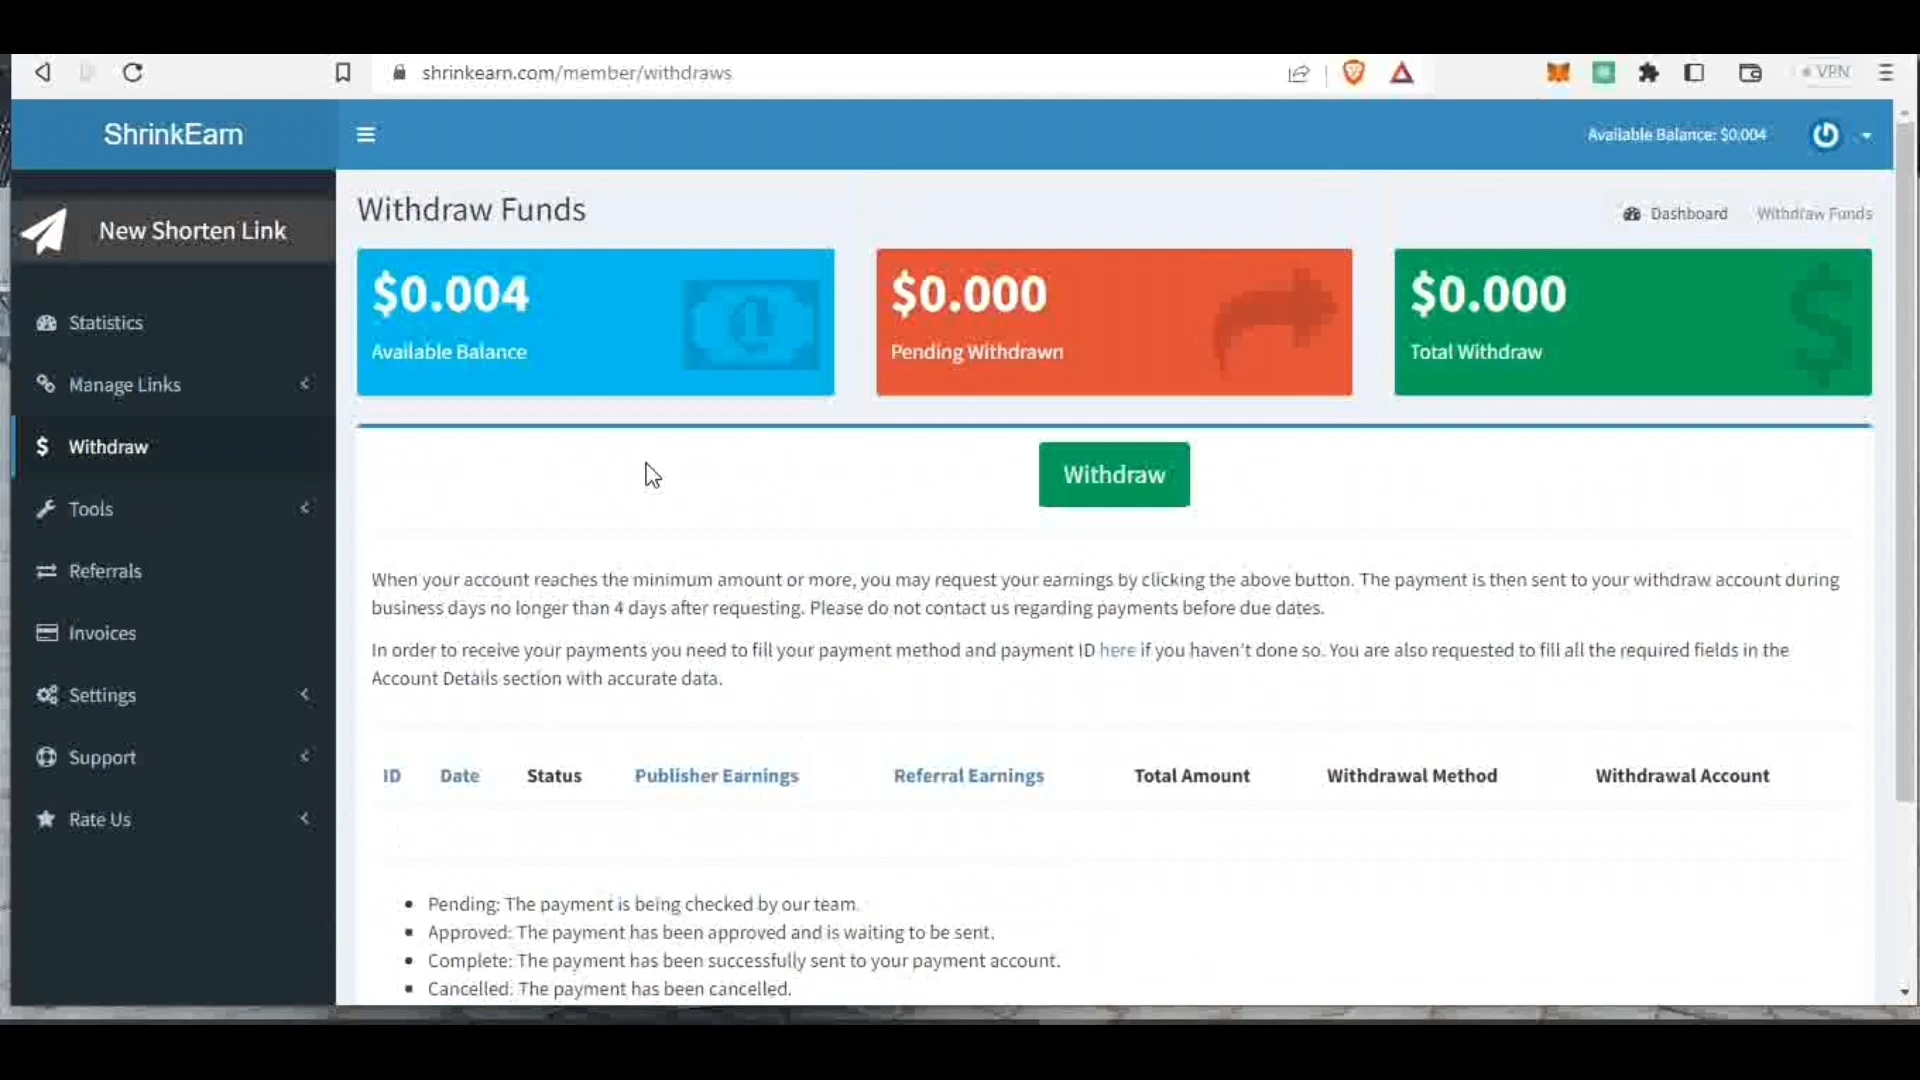 shrinkearn.com/member/withdraws
VPN
ShrinkEarn
Available Balance: $0.004
New Shorten Link
Withdraw Funds
Dashboard Withdraw Funds
$0.004
Available Balance
$0.000
Pending Withdrawn
$0.000
Total Withdraw
Statistics
Manage Links
Withdraw
Tools
Referrals
Invoices
Settings
Support
Rate Us
Withdraw
When your account reaches the minimum amount or more, you may request your earnings by clicking the above button. The payment is then sent to your withdraw account during
business days no longer than 4 days after requesting. Please do not contact us regarding payments before due dates.
In order to receive your payments you need to fill your payment method and payment ID here if you haven't done so. You are also requested to fill all the required fields in the
Account Details section with accurate data.
ID Date Status Publisher Earnings Referral Earnings Total Amount Withdrawal Method Withdrawal Account
• Pending: The payment is being checked by our team.
• Approved: The payment has been approved and is waiting to be sent.
• Complete: The payment has been successfully sent to your payment account.
• Cancelled: The payment has been cancelled.